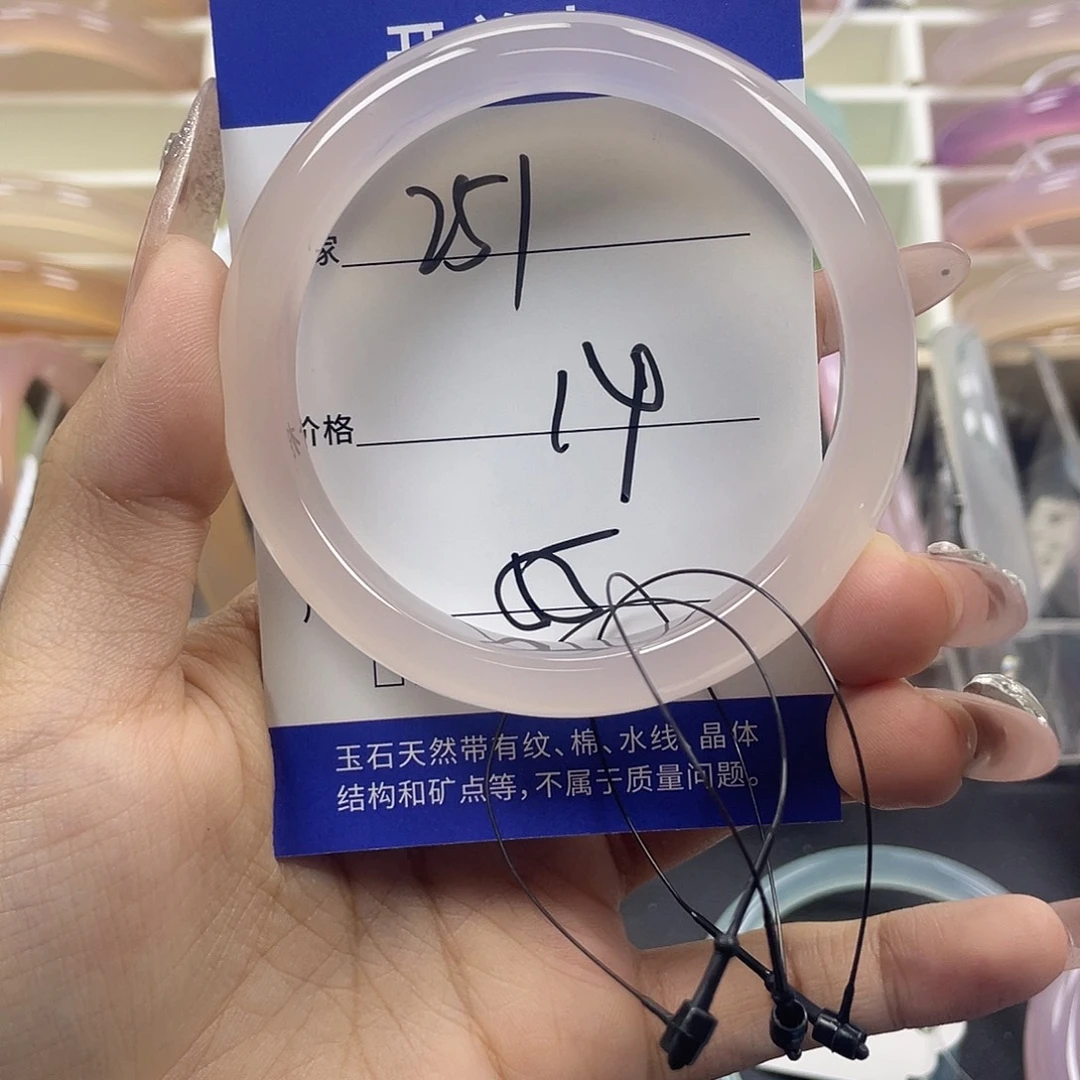 家 251
价格 14
玉石天然带有纹、棉、水线、晶体
结构和矿点等,不属于质量问题。